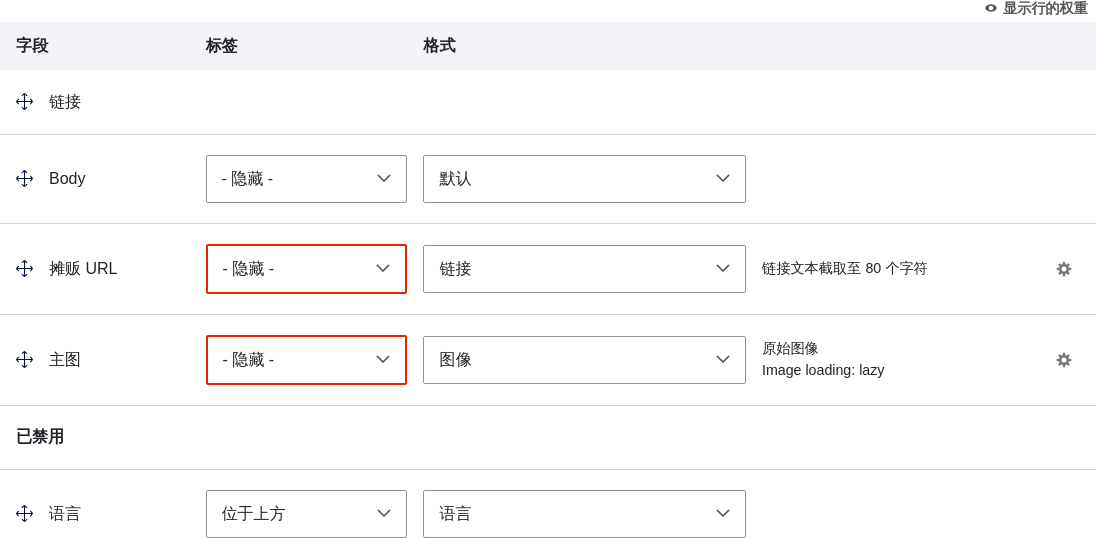 显示行的权重
字段 标签 格式
链接
Body - 隐藏 - 默认
摊贩 URL - 隐藏 - 链接 链接文本截取至 80 个字符
主图 - 隐藏 - 图像 原始图像
Image loading: lazy
已禁用
语言 位于上方 语言